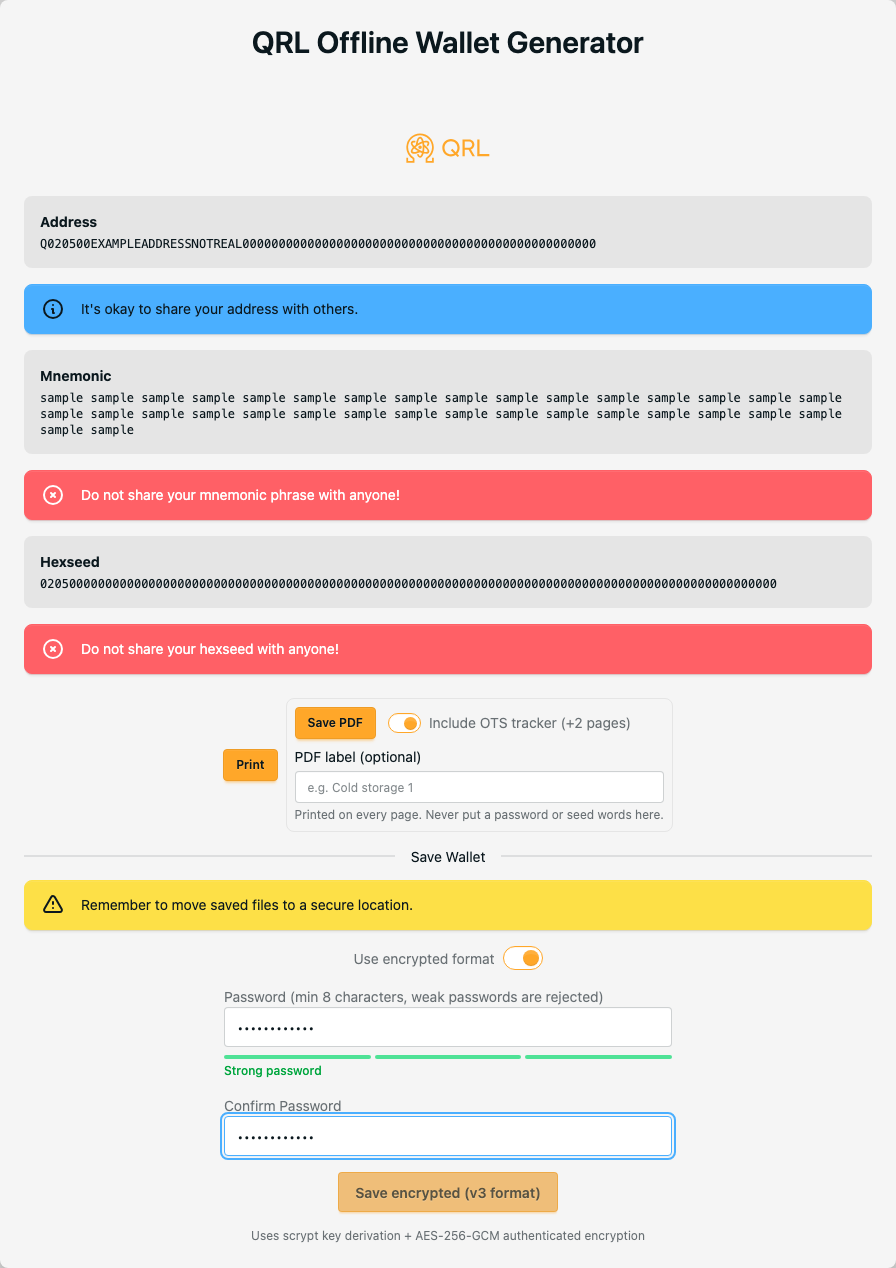 QRL Offline Wallet Generator
QRL
Address
Q020500EXAMPLEADDRESSNOTREAL0000000000000000000000000000000000000000000000000
It's okay to share your address with others.
Mnemonic
sample sample sample sample sample sample sample sample sample sample sample sample sample sample sample sample
sample sample sample sample sample sample sample sample sample sample sample sample sample sample sample sample
sample sample
Do not share your mnemonic phrase with anyone!
Hexseed
020500000000000000000000000000000000000000000000000000000000000000000000000000000000000000000000000000
Do not share your hexseed with anyone!
Save PDF
Include OTS tracker (+2 pages)
Print
PDF label (optional)
e.g. Cold storage 1
Printed on every page. Never put a password or seed words here.
Save Wallet
Remember to move saved files to a secure location.
Use encrypted format
Password (min 8 characters, weak passwords are rejected)
••••••••••••
Strong password
Confirm Password
••••••••••••
Save encrypted (v3 format)
Uses scrypt key derivation + AES-256-GCM authenticated encryption